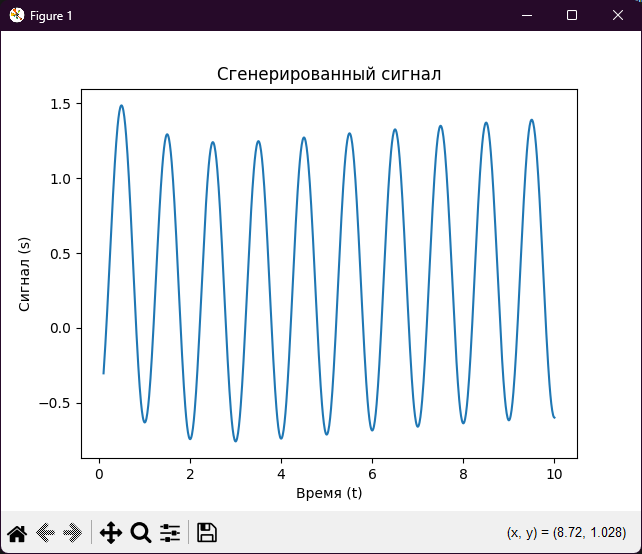 Figure 1
Сгенерированный сигнал
1.5
1.0
0.5
0.0
−0.5
Сигнал (s)
0 2 4 6 8 10
Время (t)
(x, y) = (8.72, 1.028)